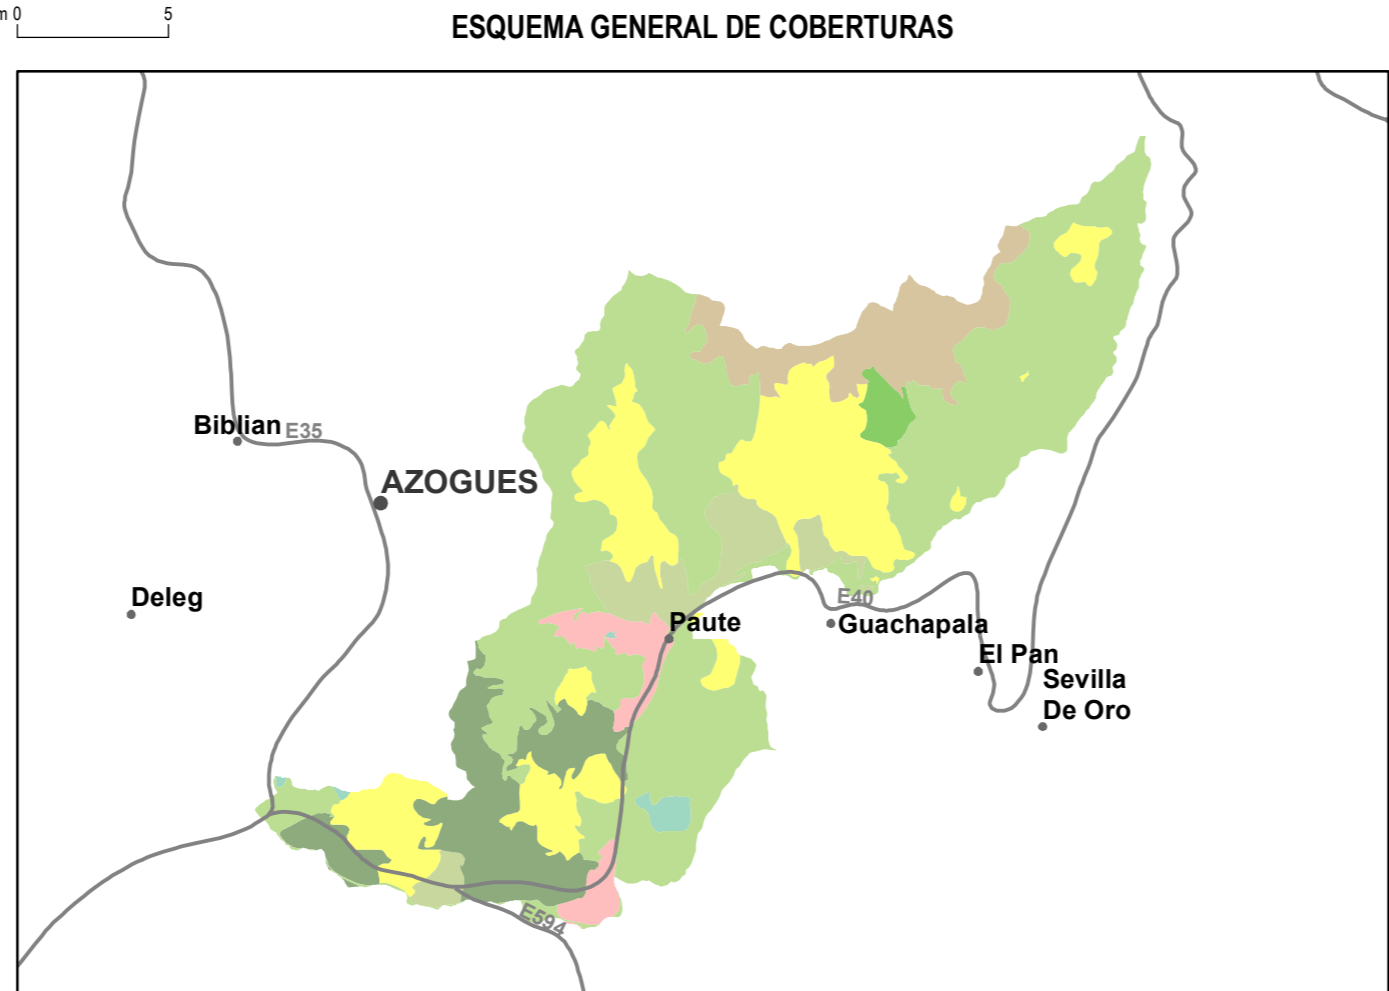 m 0 5
ESQUEMA GENERAL DE COBERTURAS
Biblian
E35
AZOGUES
Deleg
E40
Paute
Guachapala
El Pan
Sevilla
De Oro
E594